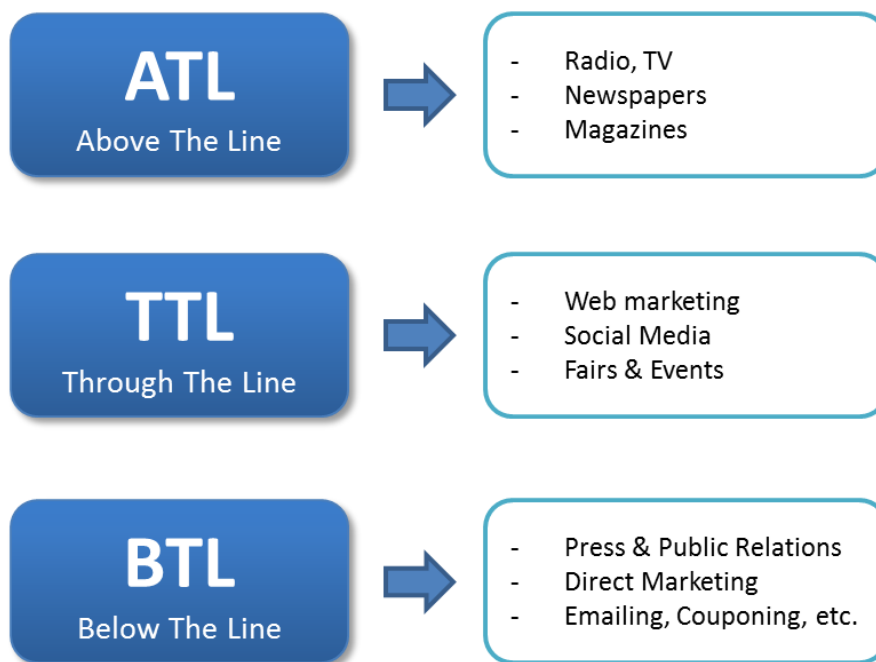 ATL
Above The Line
- Radio, TV
- Newspapers
- Magazines
TTL
Through The Line
- Web marketing
- Social Media
- Fairs & Events
BTL
Below The Line
- Press & Public Relations
- Direct Marketing
- Emailing, Couponing, etc.